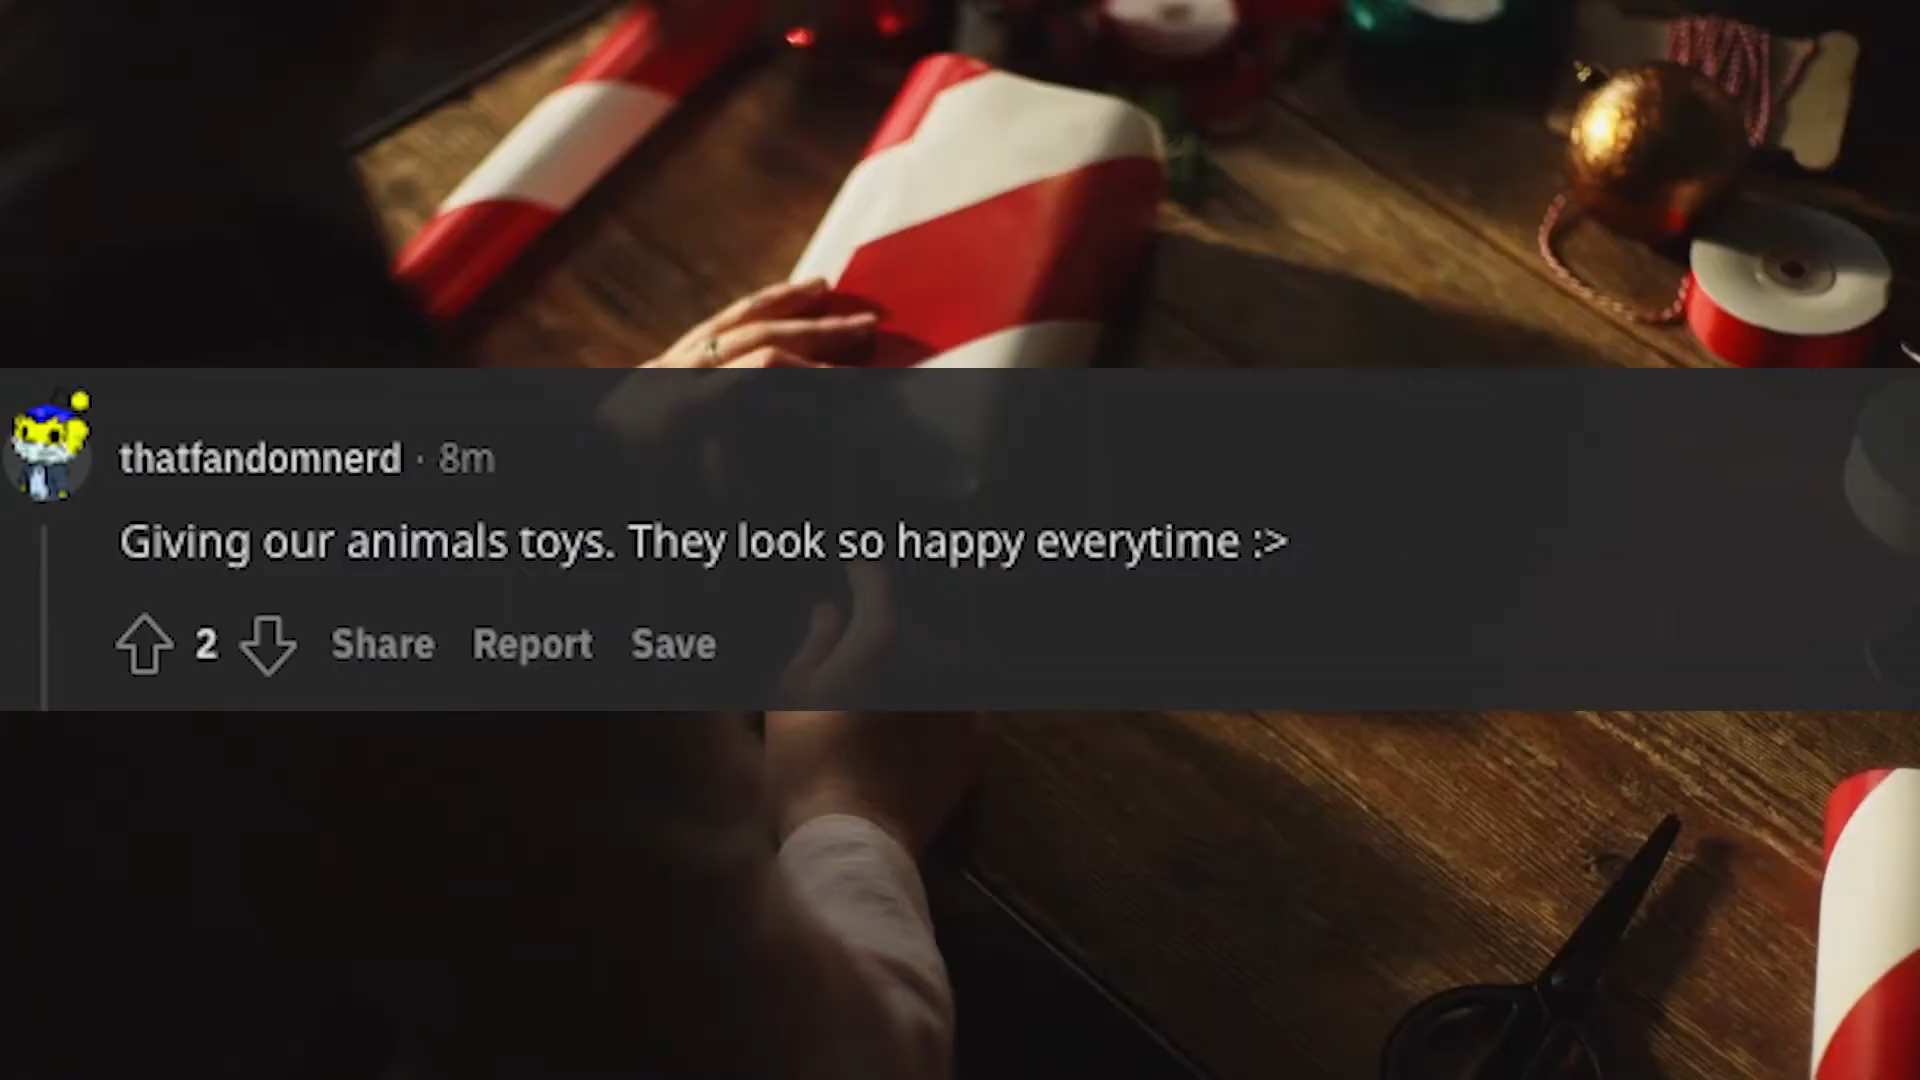 thatfandomnerd · 8m
Giving our animals toys. They look so happy everytime :>
2 Share Report Save